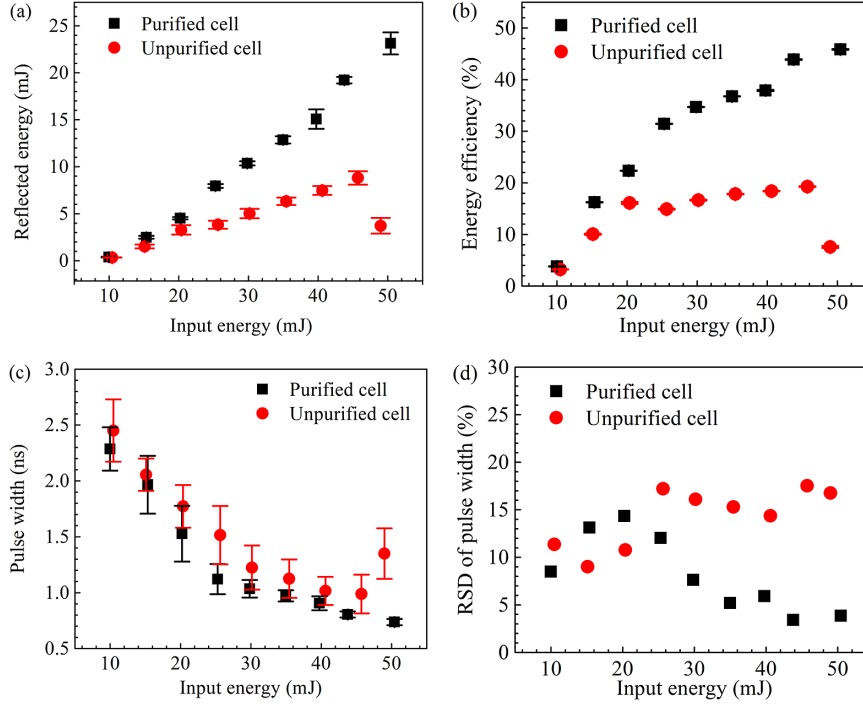 (a)
Purified cell
Unpurified cell
Reflected energy (mJ)
25
20
15
10
5
0
10 20 30 40 50
Input energy (mJ)
(b)
Purified cell
Unpurified cell
Energy efficiency (%)
60
50
40
30
20
10
0
10 20 30 40 50
Input energy (mJ)
(c)
Purified cell
Unpurified cell
Pulse width (ns)
3.0
2.5
2.0
1.5
1.0
0.5
10 20 30 40 50
Input energy (mJ)
(d)
Purified cell
Unpurified cell
RSD of pulse width (%)
30
25
20
15
10
5
0
10 20 30 40 50
Input energy (mJ)